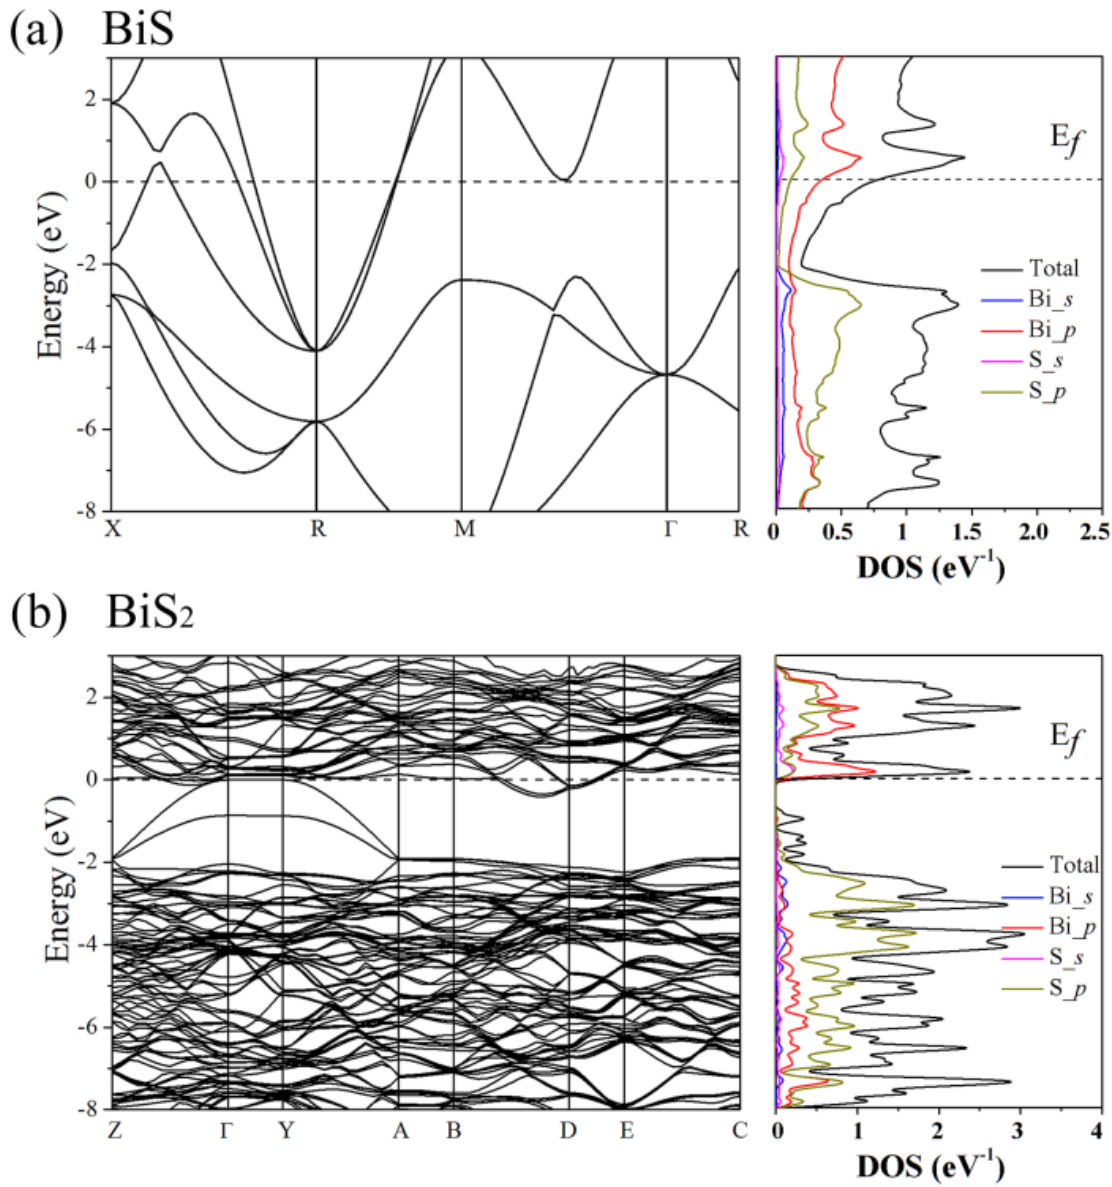 (a) BiS
Energy (eV)
2
0
-2
-4
-6
-8
X R M Γ R
E_f
Total
Bi_s
Bi_p
S_s
S_p
0 0.5 1 1.5 2.0 2.5
DOS (eV⁻¹)
(b) BiS₂
Energy (eV)
2
0
-2
-4
-6
-8
Z Γ Y A B D E C
E_f
Total
Bi_s
Bi_p
S_s
S_p
0 1 2 3 4
DOS (eV⁻¹)